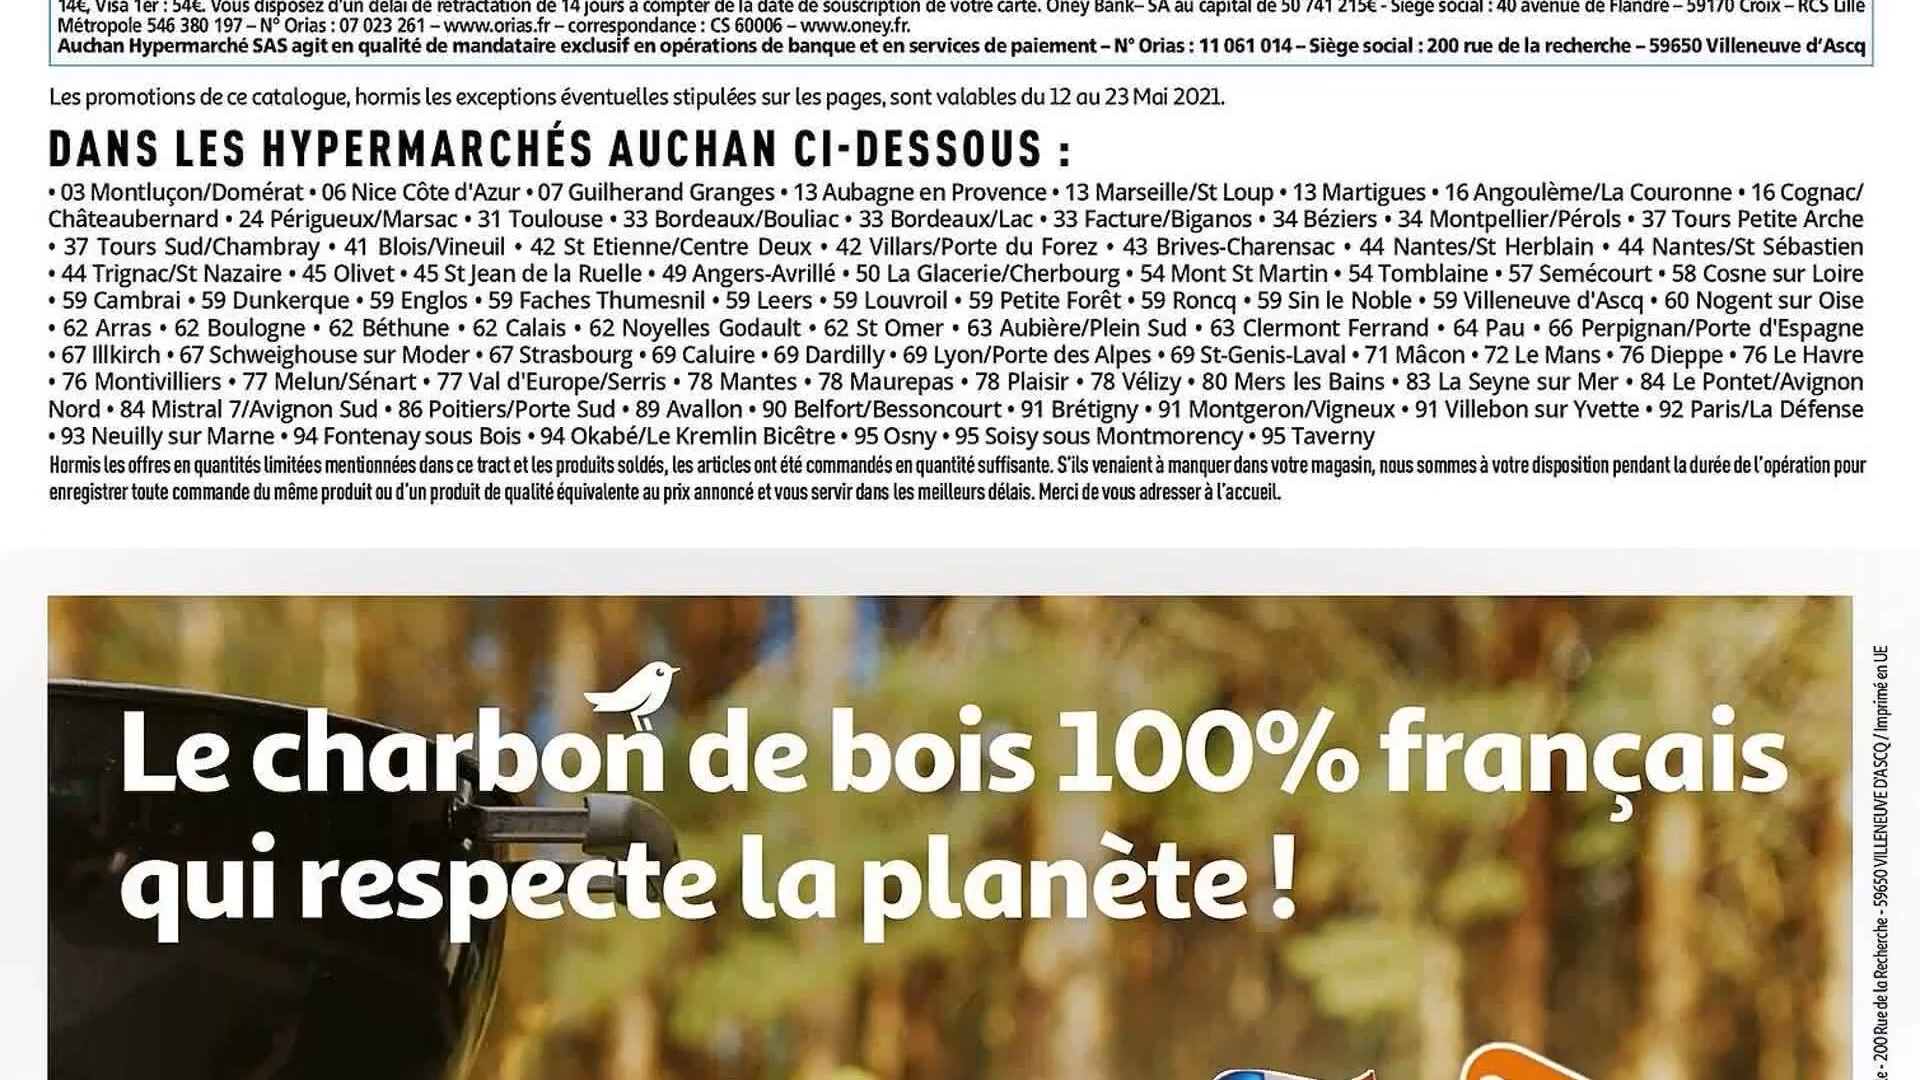 14€, Visa 1er : 54€. Vous disposez d'un délai de rétractation de 14 jours à compter de la date de souscription de votre carte. Oney Bank– SA au capital de 50 741 215€ - Siège social : 40 avenue de Flandre – 59170 Croix – RCS Lille
Métropole 546 380 197 – N° Orias : 07 023 261 – www.orias.fr – correspondance : CS 60006 – www.oney.fr.
Auchan Hypermarché SAS agit en qualité de mandataire exclusif en opérations de banque et en services de paiement – N° Orias : 11 061 014 – Siège social : 200 rue de la recherche – 59650 Villeneuve d'Ascq
Les promotions de ce catalogue, hormis les exceptions éventuelles stipulées sur les pages, sont valables du 12 au 23 Mai 2021.
DANS LES HYPERMARCHÉS AUCHAN CI-DESSOUS :
• 03 Montluçon/Domérat • 06 Nice Côte d'Azur • 07 Guilherand Granges • 13 Aubagne en Provence • 13 Marseille/St Loup • 13 Martigues • 16 Angoulème/La Couronne • 16 Cognac/
Châteaubernard • 24 Périgueux/Marsac • 31 Toulouse • 33 Bordeaux/Bouliac • 33 Bordeaux/Lac • 33 Facture/Biganos • 34 Béziers • 34 Montpellier/Pérols • 37 Tours Petite Arche
• 37 Tours Sud/Chambray • 41 Blois/Vineuil • 42 St Etienne/Centre Deux • 42 Villars/Porte du Forez • 43 Brives-Charensac • 44 Nantes/St Herblain • 44 Nantes/St Sébastien
• 44 Trignac/St Nazaire • 45 Olivet • 45 St Jean de la Ruelle • 49 Angers-Avrillé • 50 La Glacerie/Cherbourg • 54 Mont St Martin • 54 Tomblaine • 57 Semécourt • 58 Cosne sur Loire
• 59 Cambrai • 59 Dunkerque • 59 Englos • 59 Faches Thumesnil • 59 Leers • 59 Louvroil • 59 Petite Forêt • 59 Roncq • 59 Sin le Noble • 59 Villeneuve d'Ascq • 60 Nogent sur Oise
• 62 Arras • 62 Boulogne • 62 Béthune • 62 Calais • 62 Noyelles Godault • 62 St Omer • 63 Aubière/Plein Sud • 63 Clermont Ferrand • 64 Pau • 66 Perpignan/Porte d'Espagne
• 67 Illkirch • 67 Schweighouse sur Moder • 67 Strasbourg • 69 Caluire • 69 Dardilly • 69 Lyon/Porte des Alpes • 69 St-Genis-Laval • 71 Mâcon • 72 Le Mans • 76 Dieppe • 76 Le Havre
• 76 Montivilliers • 77 Melun/Sénart • 77 Val d'Europe/Serris • 78 Mantes • 78 Maurepas • 78 Plaisir • 78 Vélizy • 80 Mers les Bains • 83 La Seyne sur Mer • 84 Le Pontet/Avignon
Nord • 84 Mistral 7/Avignon Sud • 86 Poitiers/Porte Sud • 89 Avallon • 90 Belfort/Bessoncourt • 91 Brétigny • 91 Montgeron/Vigneux • 91 Villebon sur Yvette • 92 Paris/La Défense
• 93 Neuilly sur Marne • 94 Fontenay sous Bois • 94 Okabé/Le Kremlin Bicêtre • 95 Osny • 95 Soisy sous Montmorency • 95 Taverny
Hormis les offres en quantités limitées mentionnées dans ce tract et les produits soldés, les articles ont été commandés en quantité suffisante. S'ils venaient à manquer dans votre magasin, nous sommes à votre disposition pendant la durée de l'opération pour
enregistrer toute commande du même produit ou d'un produit de qualité équivalente au prix annoncé et vous servir dans les meilleurs délais. Merci de vous adresser à l'accueil.
Le charbon de bois 100% français
qui respecte la planète !
- 200 Rue de la Recherche - 59650 VILLENEUVE D'ASCQ / Imprimé en UE